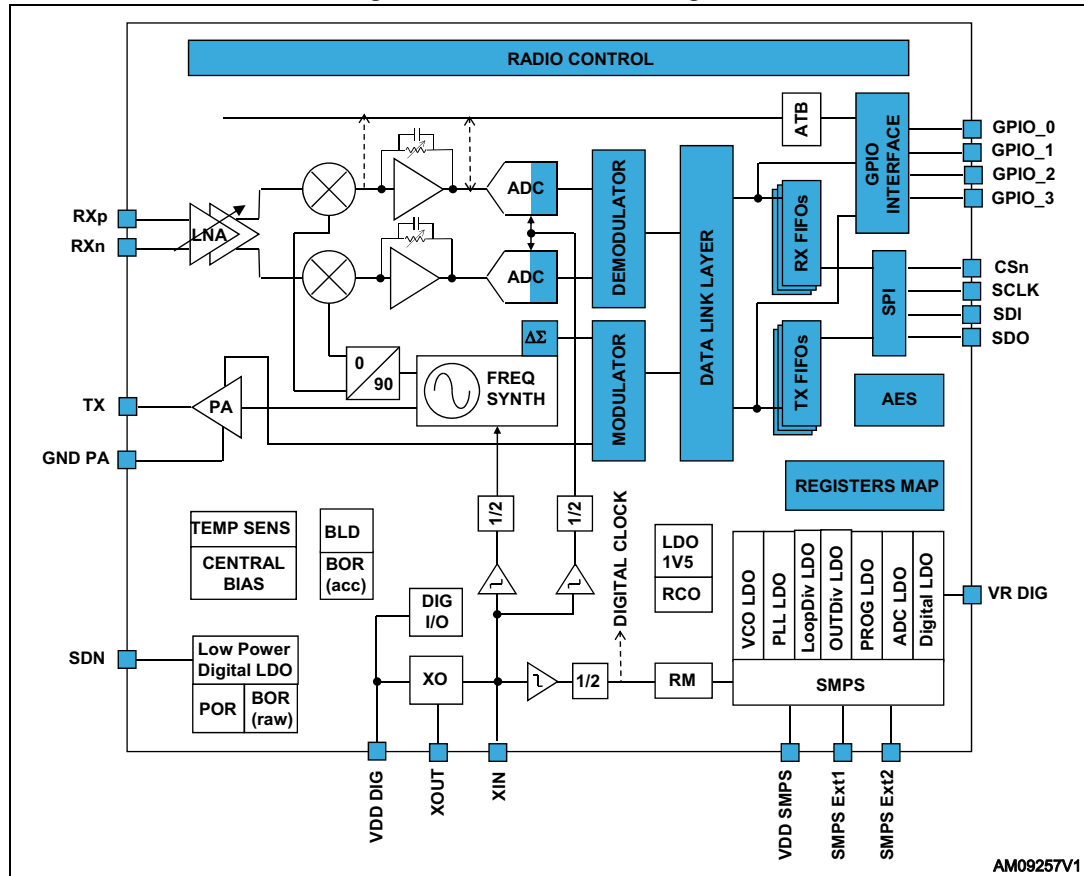 RADIO CONTROL
ATB
GPIO
INTERFACE
GPIO_0
GPIO_1
GPIO_2
GPIO_3
RXp
RXn
LNA
ADC
ADC
DEMODULATOR
DATA LINK LAYER
RX FIFOs
SPI
CSn
SCLK
SDI
SDO
ΔΣ
0
90
FREQ
SYNTH
MODULATOR
TX FIFOs
AES
TX
PA
GND PA
REGISTERS MAP
1/2
1/2
TEMP SENS
CENTRAL
BIAS
BLD
BOR
(acc)
DIGITAL CLOCK
LDO
1V5
RCO
VCO LDO
PLL LDO
LoopDiv LDO
OUTDiv LDO
PROG LDO
ADC LDO
Digital LDO
VR DIG
DIG
I/O
SDN
Low Power
Digital LDO
POR
BOR
(raw)
XO
1/2
RM
SMPS
VDD DIG
XOUT
XIN
VDD SMPS
SMPS Ext1
SMPS Ext2
AM09257V1